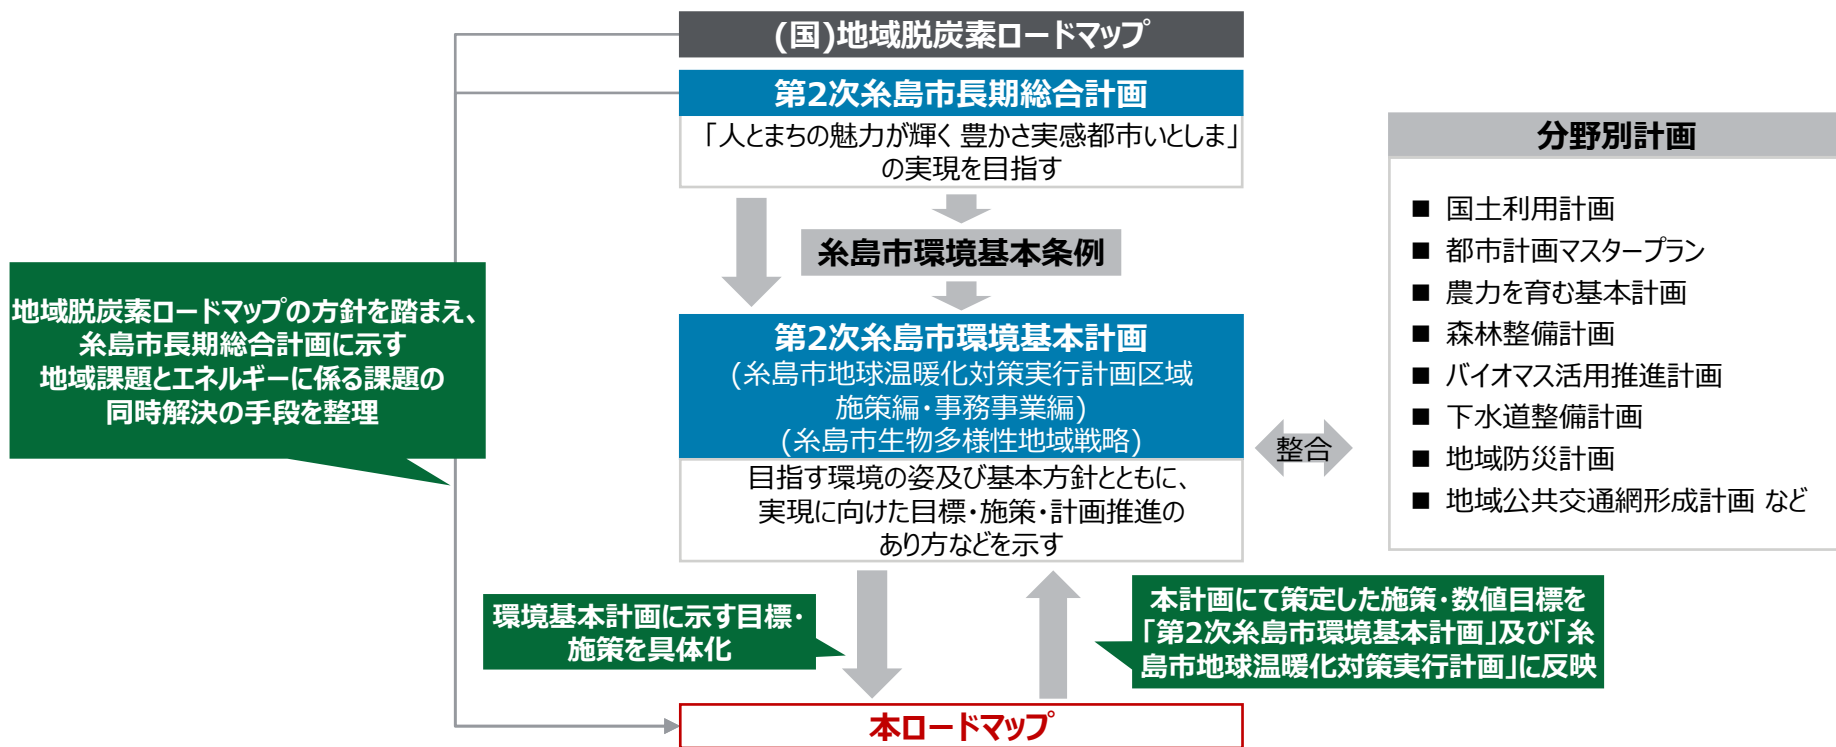 (国)地域脱炭素ロードマップ
第2次糸島市長期総合計画
「人とまちの魅力が輝く 豊かさ実感都市いとしま」
の実現を目指す
糸島市環境基本条例
第2次糸島市環境基本計画
(糸島市地球温暖化対策実行計画区域
施策編・事務事業編)
(糸島市生物多様性地域戦略)
目指す環境の姿及び基本方針とともに、
実現に向けた目標・施策・計画推進の
あり方などを示す
整合
分野別計画
■ 国土利用計画
■ 都市計画マスタープラン
■ 農力を育む基本計画
■ 森林整備計画
■ バイオマス活用推進計画
■ 下水道整備計画
■ 地域防災計画
■ 地域公共交通網形成計画 など
地域脱炭素ロードマップの方針を踏まえ、
糸島市長期総合計画に示す
地域課題とエネルギーに係る課題の
同時解決の手段を整理
環境基本計画に示す目標・
施策を具体化
本計画にて策定した施策・数値目標を
「第2次糸島市環境基本計画」及び「糸
島市地球温暖化対策実行計画」に反映
本ロードマップ